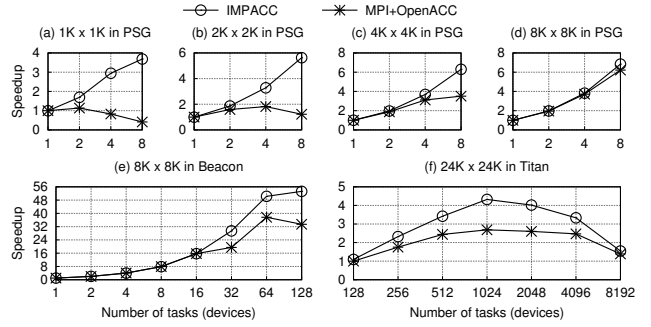 IMPACC MPI+OpenACC
(a) 1K x 1K in PSG (b) 2K x 2K in PSG (c) 4K x 4K in PSG (d) 8K x 8K in PSG
Speedup
4
3
2
1
0
1 2 4 8
6
4
2
0
1 2 4 8
8
6
4
2
0
1 2 4 8
8
6
4
2
0
1 2 4 8
(e) 8K x 8K in Beacon (f) 24K x 24K in Titan
Speedup
56
48
40
32
24
16
8
0
1 2 4 8 16 32 64 128
Number of tasks (devices)
5
4
3
2
1
0
128 256 512 1024 2048 4096 8192
Number of tasks (devices)